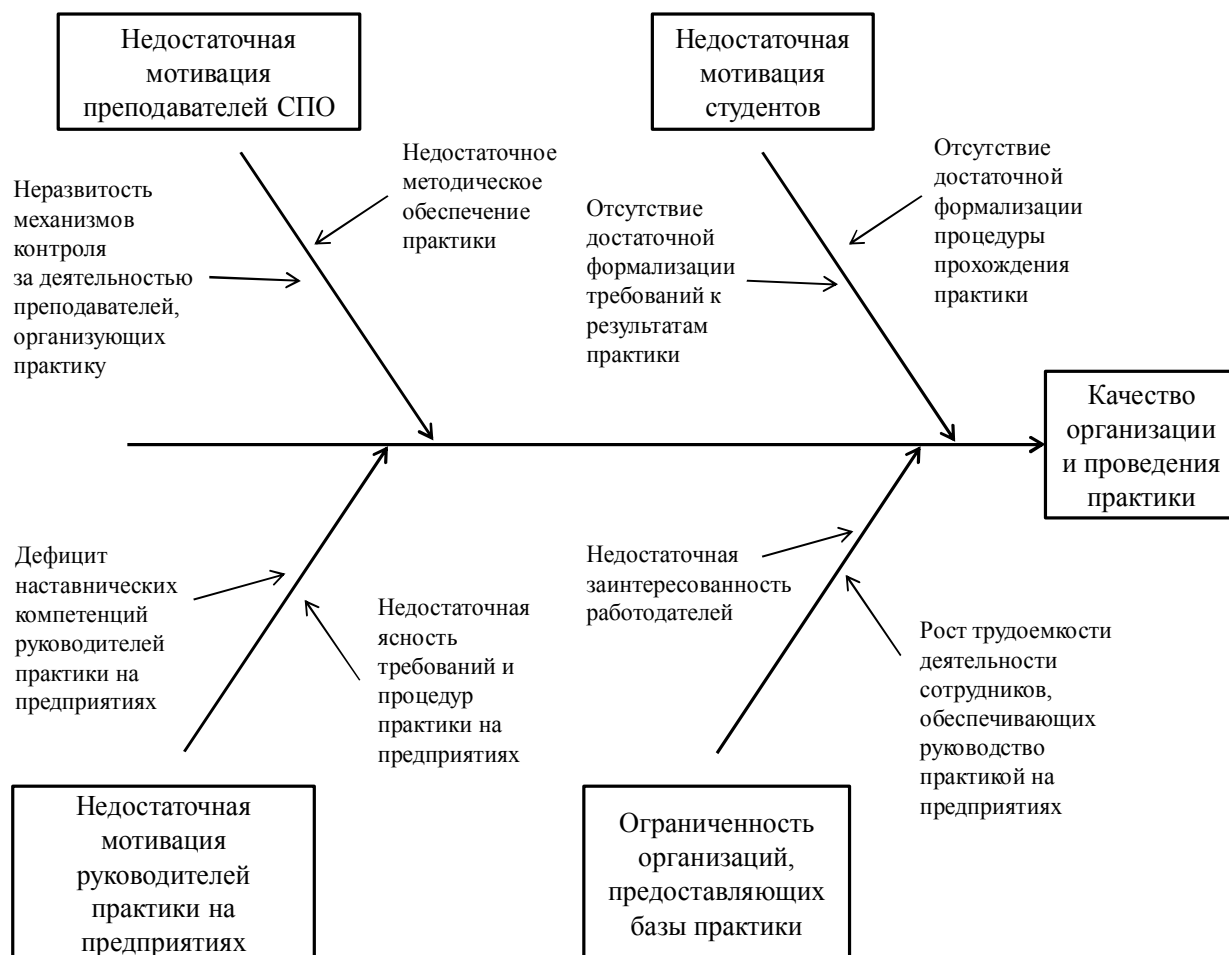 Недостаточная
мотивация
преподавателей СПО
Недостаточная
мотивация
студентов
Неразвитость
механизмов
контроля
за деятельностью
преподавателей,
организующих
практику
Недостаточное
методическое
обеспечение
практики
Отсутствие
достаточной
формализации
требований к
результатам
практики
Отсутствие
достаточной
формализации
процедуры
прохождения
практики
Качество
организации
и проведения
практики
Дефицит
наставнических
компетенций
руководителей
практики на
предприятиях
Недостаточная
ясность
требований и
процедур
практики на
предприятиях
Недостаточная
заинтересованность
работодателей
Рост трудоемкости
деятельности
сотрудников,
обеспечивающих
руководство
практикой на
предприятиях
Недостаточная
мотивация
руководителей
практики на
предприятиях
Ограниченность
организаций,
предоставляющих
базы практики